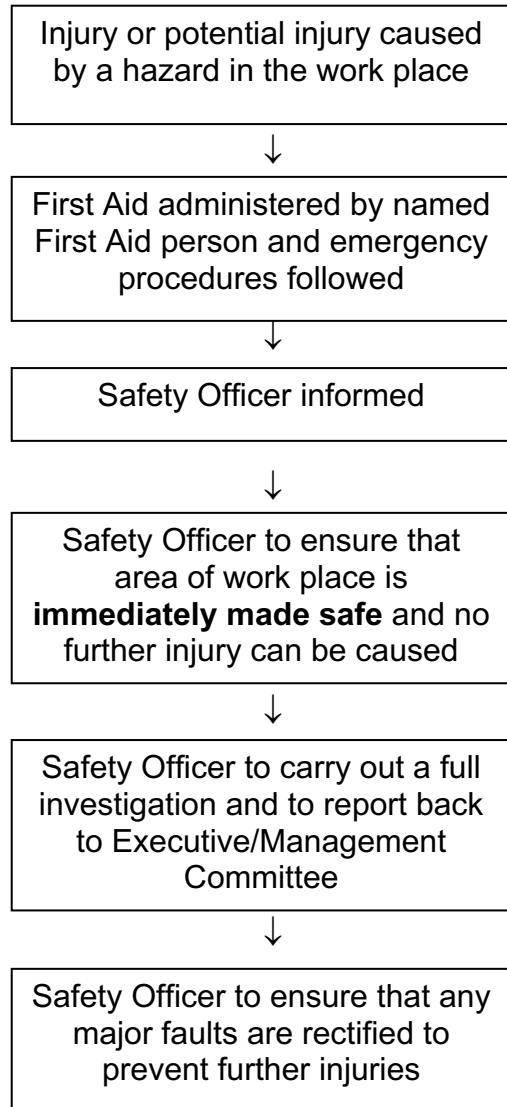 Injury or potential injury caused
by a hazard in the work place
↓
First Aid administered by named
First Aid person and emergency
procedures followed
↓
Safety Officer informed
↓
Safety Officer to ensure that
area of work place is
immediately made safe and no
further injury can be caused
↓
Safety Officer to carry out a full
investigation and to report back
to Executive/Management
Committee
↓
Safety Officer to ensure that any
major faults are rectified to
prevent further injuries